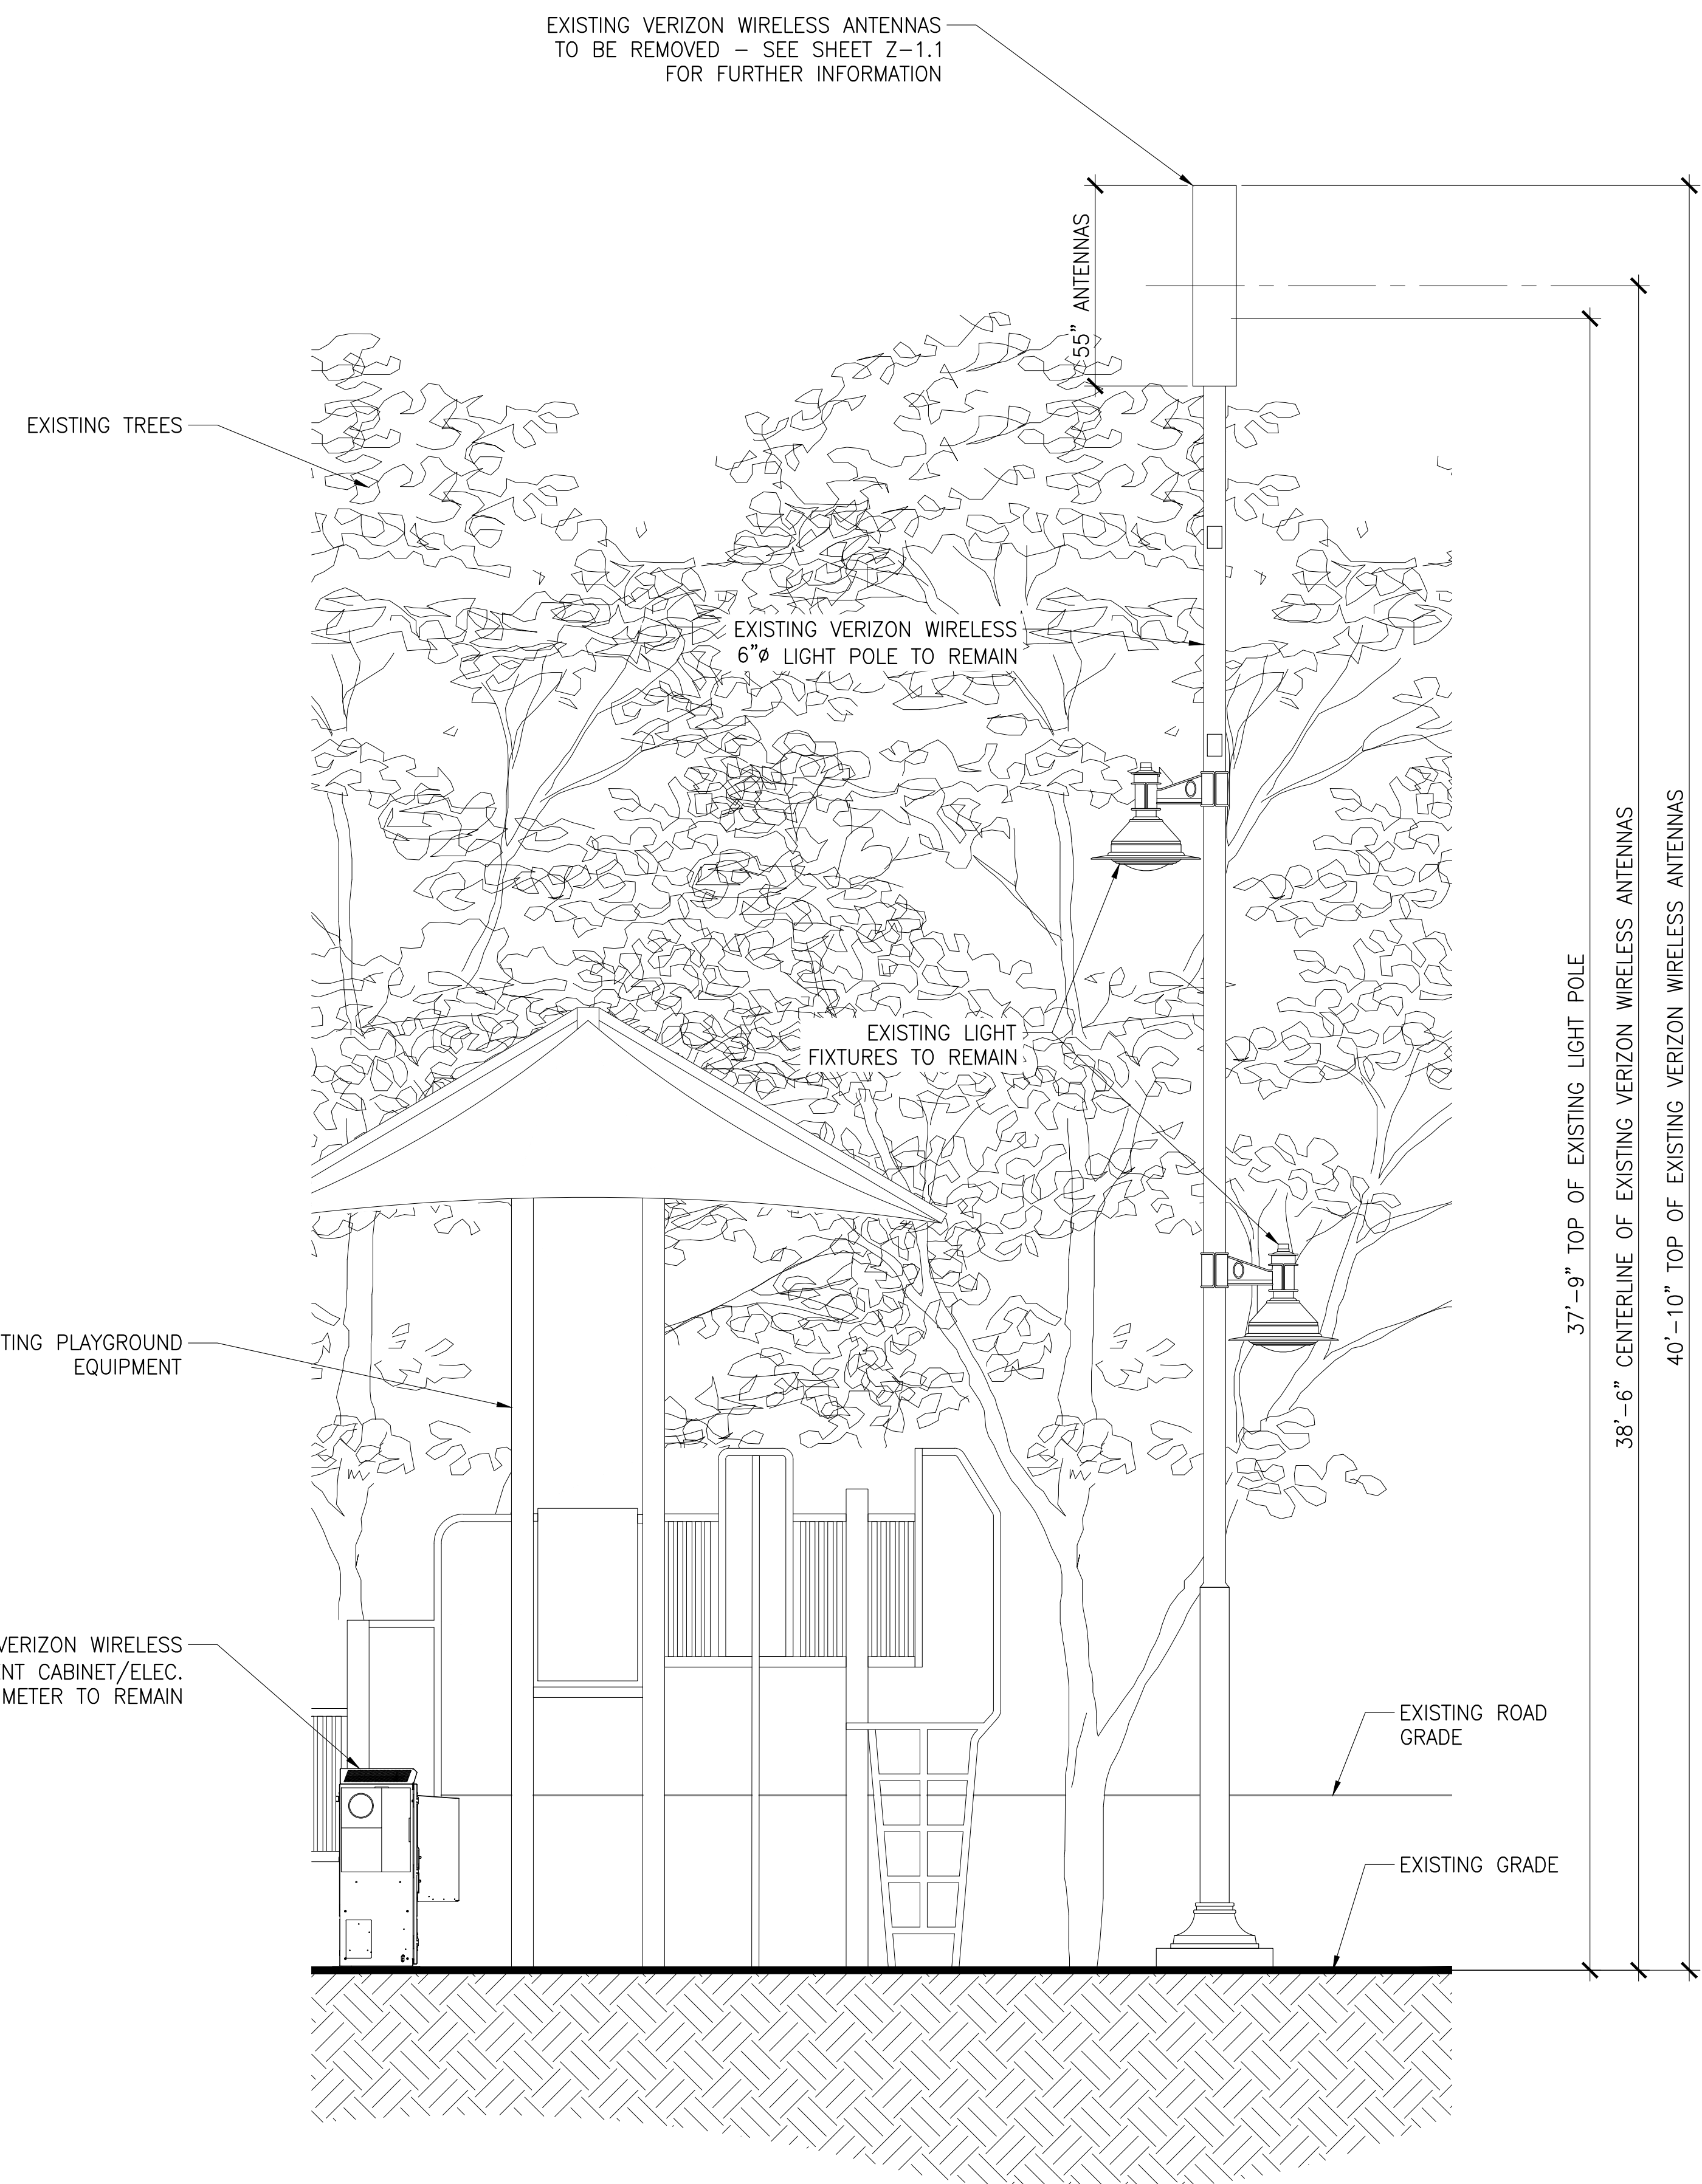 EXISTING VERIZON WIRELESS ANTENNAS
TO BE REMOVED – SEE SHEET Z–1.1
FOR FURTHER INFORMATION
55" ANTENNAS
EXISTING TREES
EXISTING VERIZON WIRELESS
6"ø LIGHT POLE TO REMAIN
EXISTING LIGHT
FIXTURES TO REMAIN
37'–9" TOP OF EXISTING LIGHT POLE
38'–6" CENTERLINE OF EXISTING VERIZON WIRELESS ANTENNAS
40'–10" TOP OF EXISTING VERIZON WIRELESS ANTENNAS
TING PLAYGROUND
EQUIPMENT
VERIZON WIRELESS
NT CABINET/ELEC.
METER TO REMAIN
EXISTING ROAD
GRADE
EXISTING GRADE